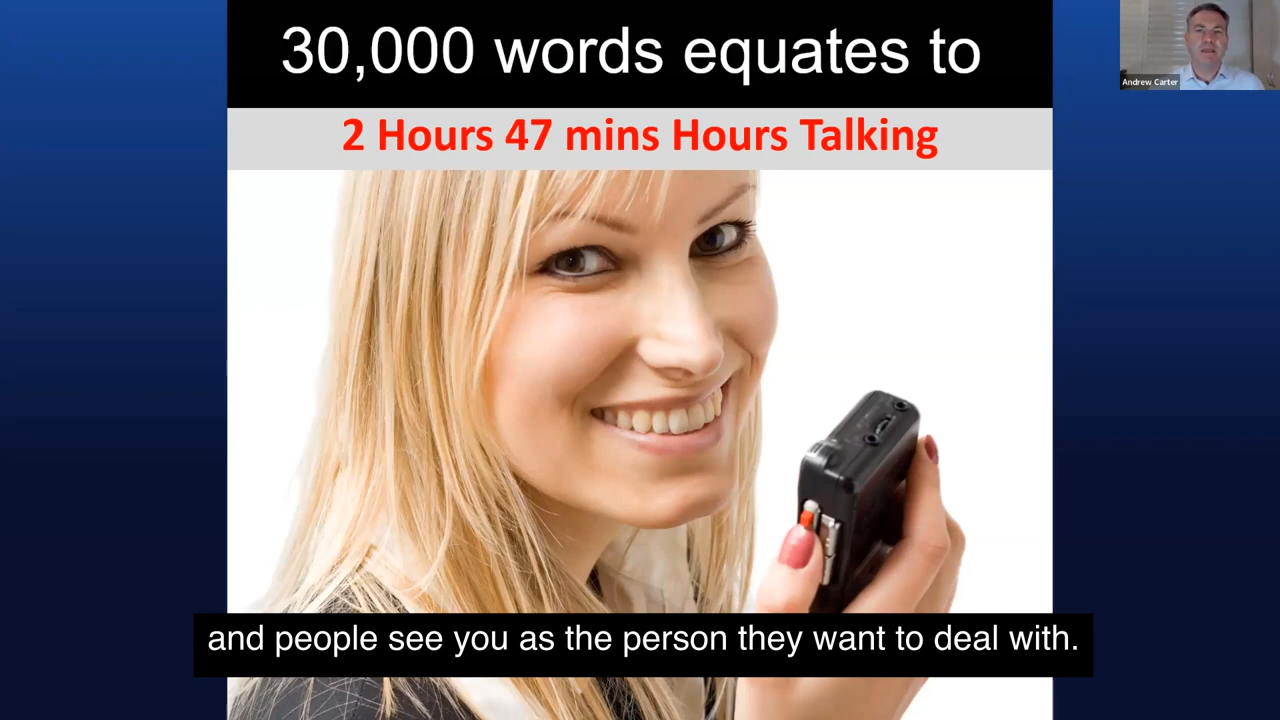 30,000 words equates to
2 Hours 47 mins Hours Talking
Andrew Carter
and people see you as the person they want to deal with.